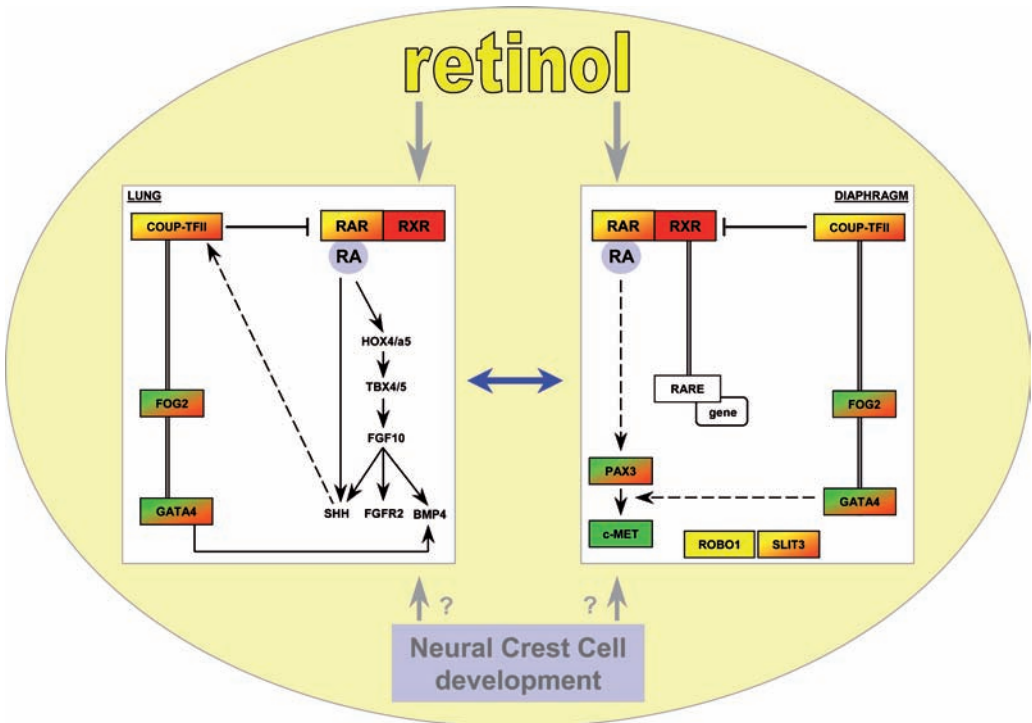 retinol
LUNG
COUP-TFII
RAR
RXR
RA
HOX4/a5
TBX4/5
FOG2
FGF10
GATA4
SHH
FGFR2
BMP4
DIAPHRAGM
RAR
RXR
COUP-TFII
RA
RARE
gene
FOG2
PAX3
GATA4
c-MET
ROBO1
SLIT3
?
?
Neural Crest Cell
development